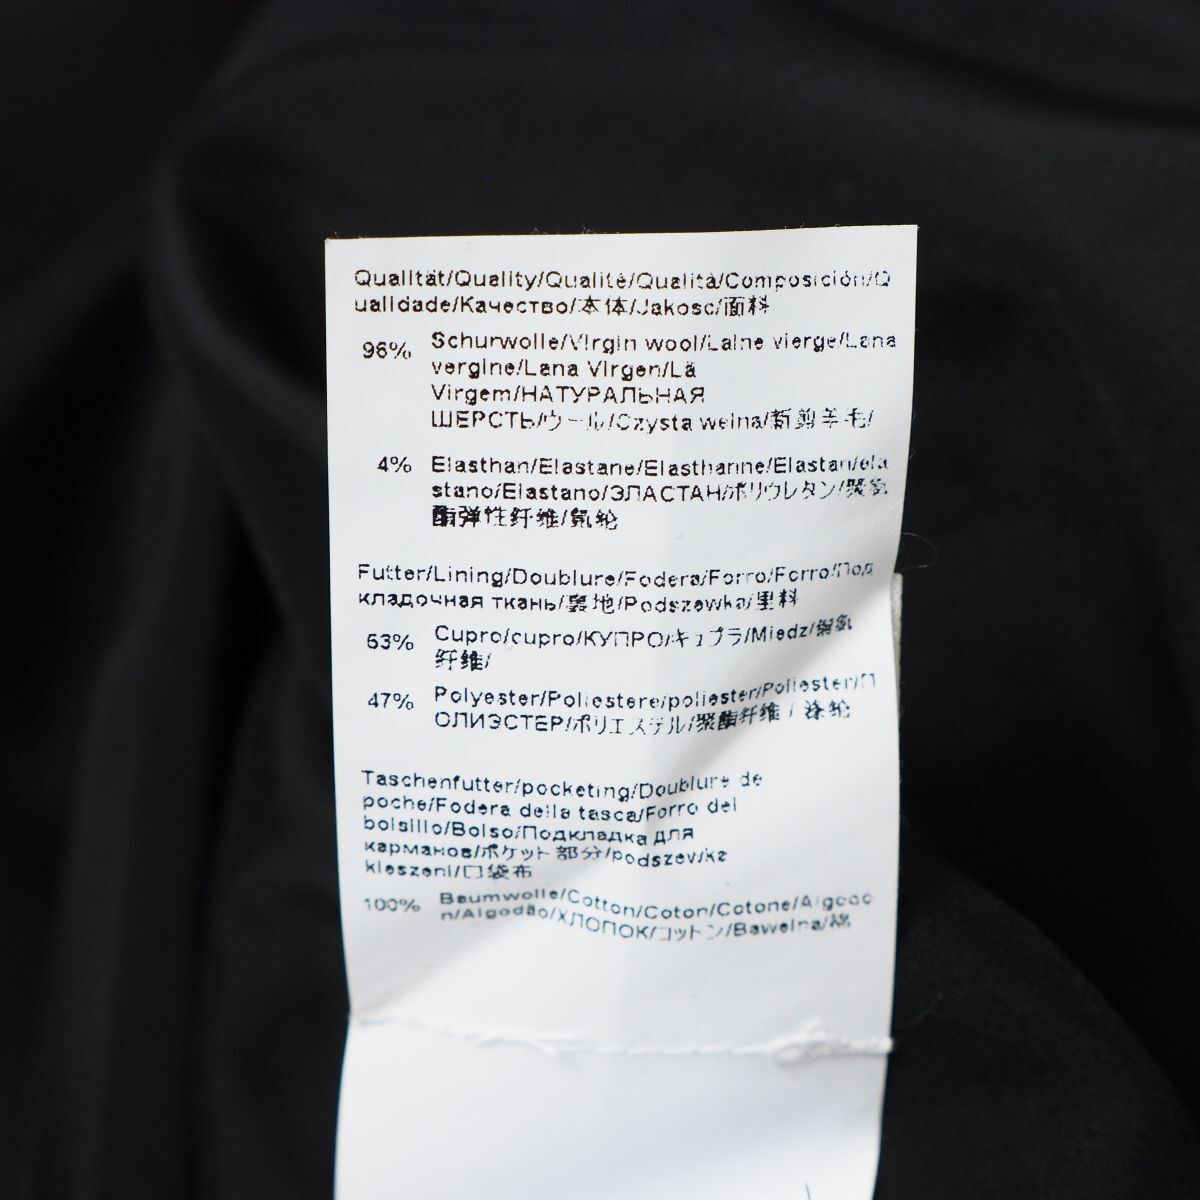 Qualität/Quality/Qualité/Qualità/Composición/Q
ualidade/Качество/本体/Jakosc/面料
96% Schurwolle/Virgin wool/Laine vierge/Lana
vergine/Lana Virgen/Lã
Virgem/НАТУРАЛЬНАЯ
ШЕРСТЬ/ウール/Czysta welna/新剪羊毛/
4% Elasthan/Elastane/Elasthanne/Elastan/ela
stano/Elastano/ЭЛАСТАН/ポリウレタン/聚氨
酯弹性纤维/氨纶
Futter/Lining/Doublure/Fodera/Forro/Forro/Под
кладочная ткань/裏地/Podszewka/里料
53% Cupro/cupro/КУПРО/キュプラ/Miedz/铜氨
纤维/
47% Polyester/Poliestere/poliester/Poliester/П
ОЛИЭСТЕР/ポリエステル/聚酯纤维/涤纶
Taschenfutter/pocketing/Doublure de
poche/Fodera della tasca/Forro del
bolsillo/Bolso/Подкладка для
карманов/ポケット部分/podszewka
kieszeni/口袋布
100% Baumwolle/Cotton/Coton/Cotone/Algodó
n/Algodão/ХЛОПОК/コットン/Bawelna/棉